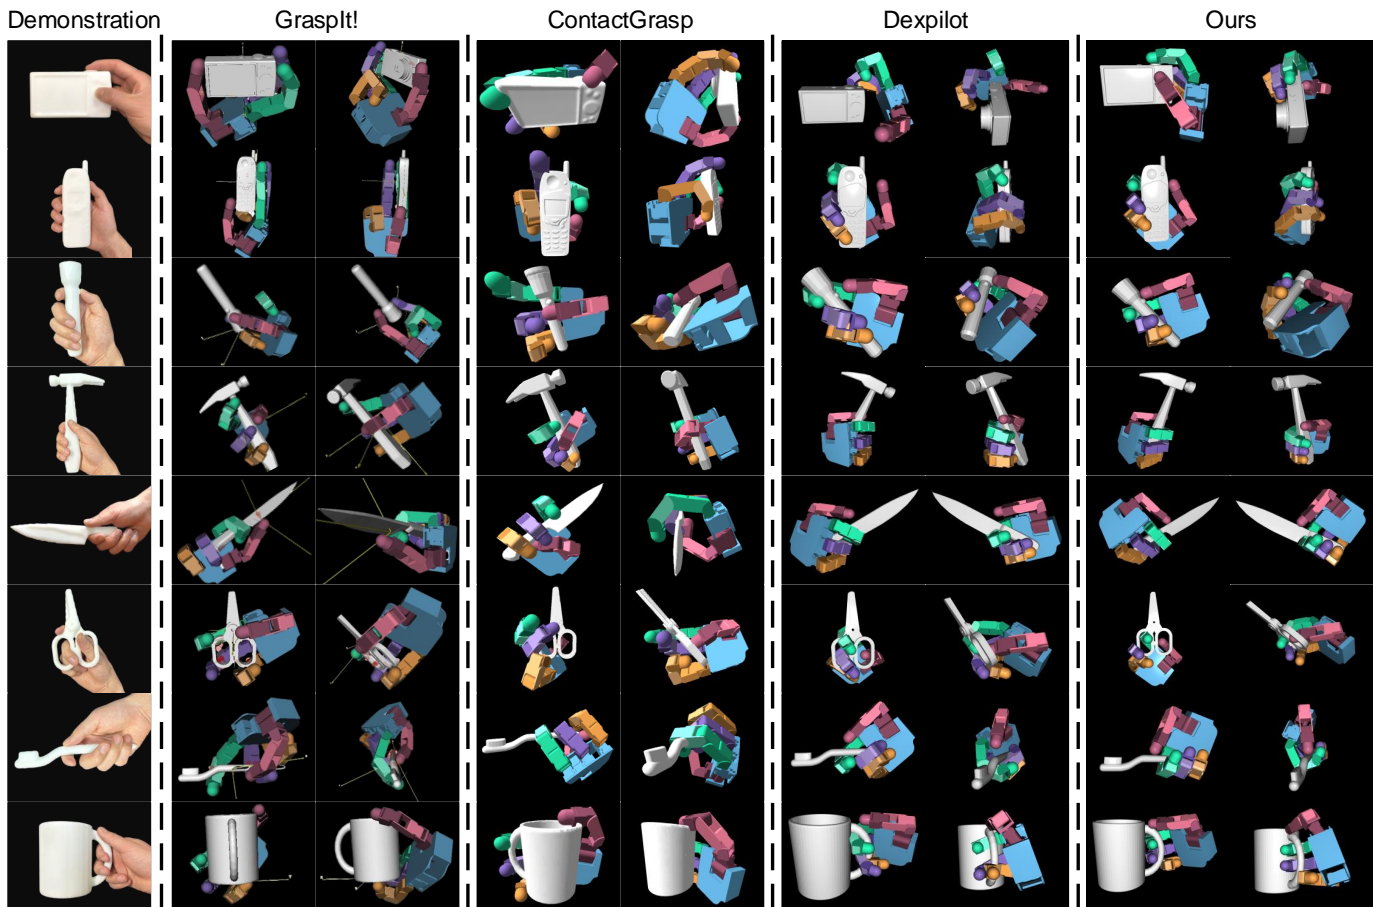 Demonstration
GraspIt!
ContactGrasp
Dexpilot
Ours